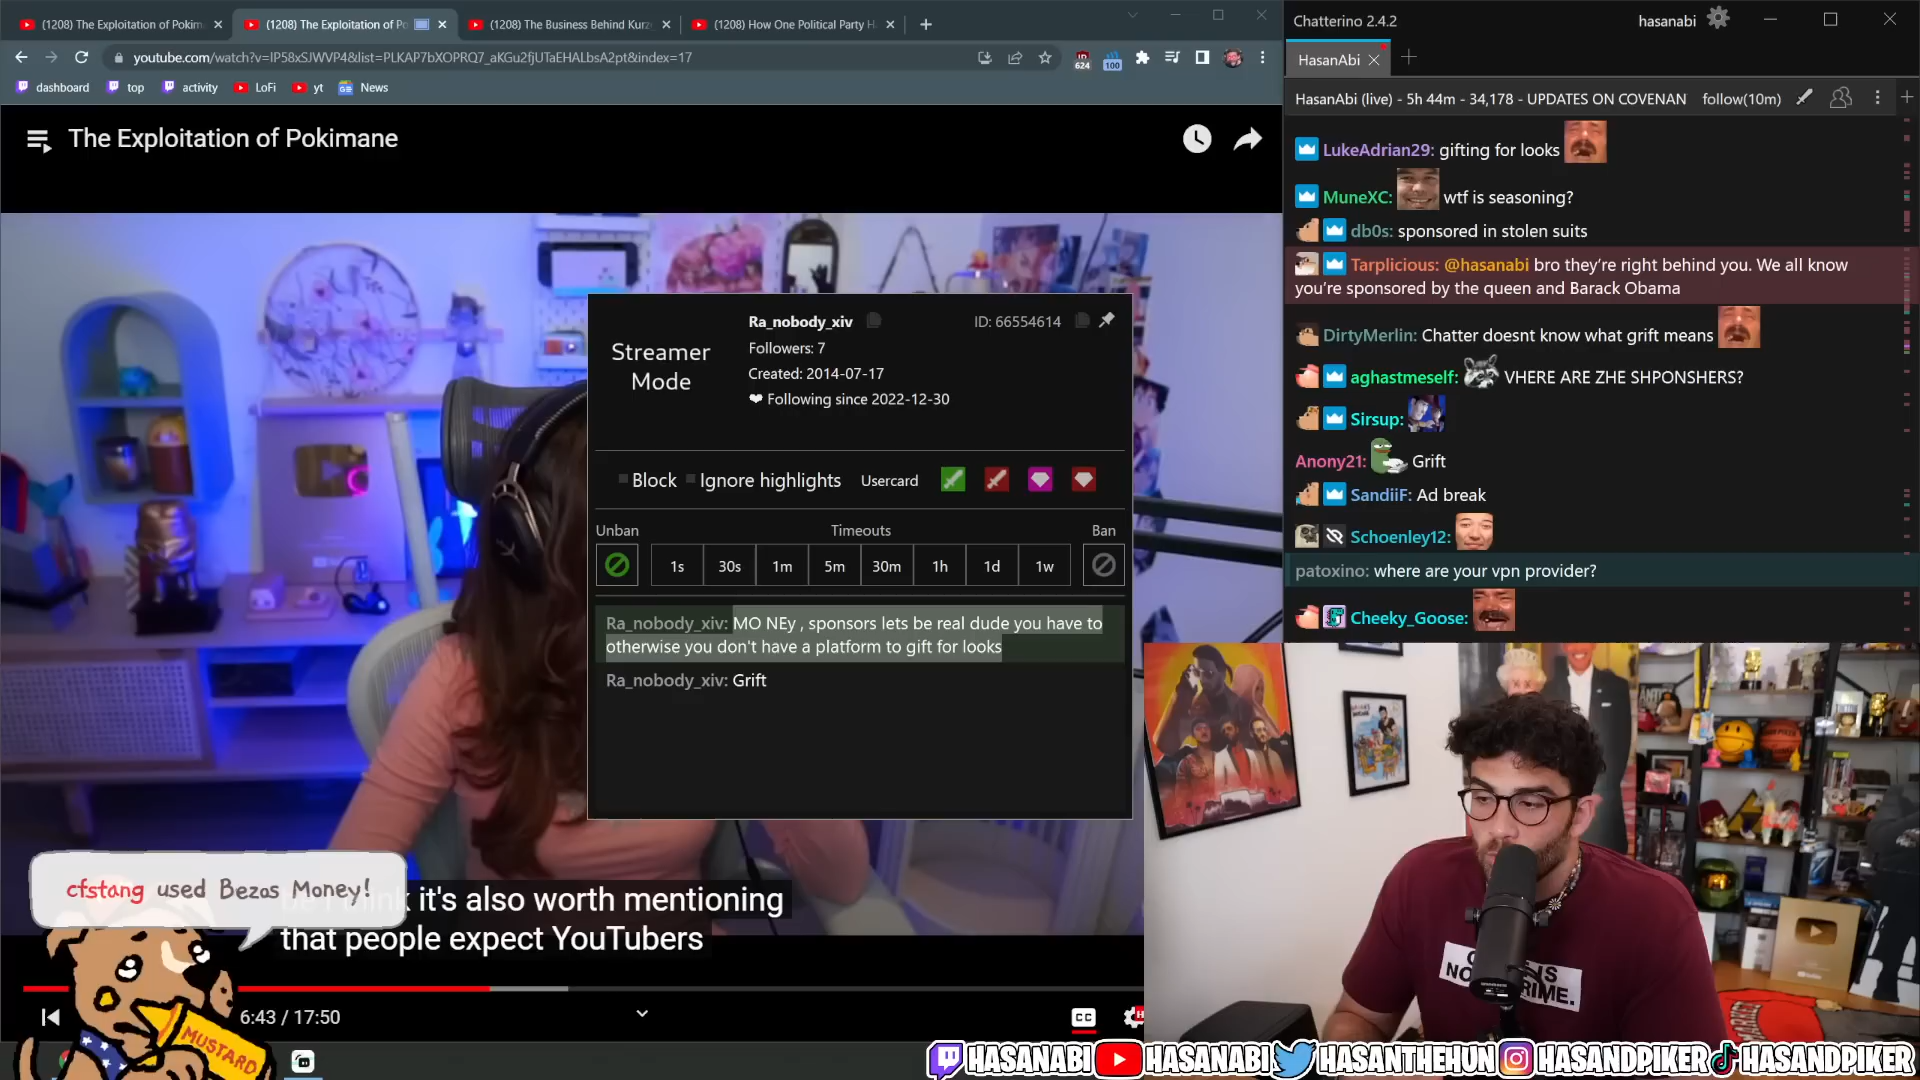 (1208) The Exploitation of Pokim
(1208) The Exploitation of Po
(1208) The Business Behind Kurz
(1208) How One Political Party H
youtube.com/watch?v=IP58xSJWVP4&list=PLKAP7bXOPRQ7_aKGu2fjUTaEHALbsA2pt&index=17
624
100
dashboard
top
activity
LoFi
yt
News
The Exploitation of Pokimane
Streamer Mode
Ra_nobody_xiv
ID: 66554614
Followers: 7
Created: 2014-07-17
❤ Following since 2022-12-30
Block
Ignore highlights
Usercard
Unban
Timeouts
Ban
1s
30s
1m
5m
30m
1h
1d
1w
Ra_nobody_xiv: MO NEy , sponsors lets be real dude you have to
otherwise you don't have a platform to gift for looks
Ra_nobody_xiv: Grift
cfstang used Bezos Money!
it's also worth mentioning
that people expect YouTubers
MUSTARD
6:43 / 17:50
CC
Chatterino 2.4.2
hasanabi
HasanAbi
HasanAbi (live) - 5h 44m - 34,178 - UPDATES ON COVENAN
follow(10m)
LukeAdrian29: gifting for looks
MuneXC: wtf is seasoning?
db0s: sponsored in stolen suits
Tarplicious: @hasanabi bro they're right behind you. We all know
you're sponsored by the queen and Barack Obama
DirtyMerlin: Chatter doesnt know what grift means
aghastmeself: VHERE ARE ZHE SHPONSHERS?
Sirsup:
Anony21: Grift
SandiiF: Ad break
Schoenley12:
patoxino: where are your vpn provider?
Cheeky_Goose:
HASANABI
HASANABI
HASANTHEHUN
HASANDPIKER
HASANDPIKER